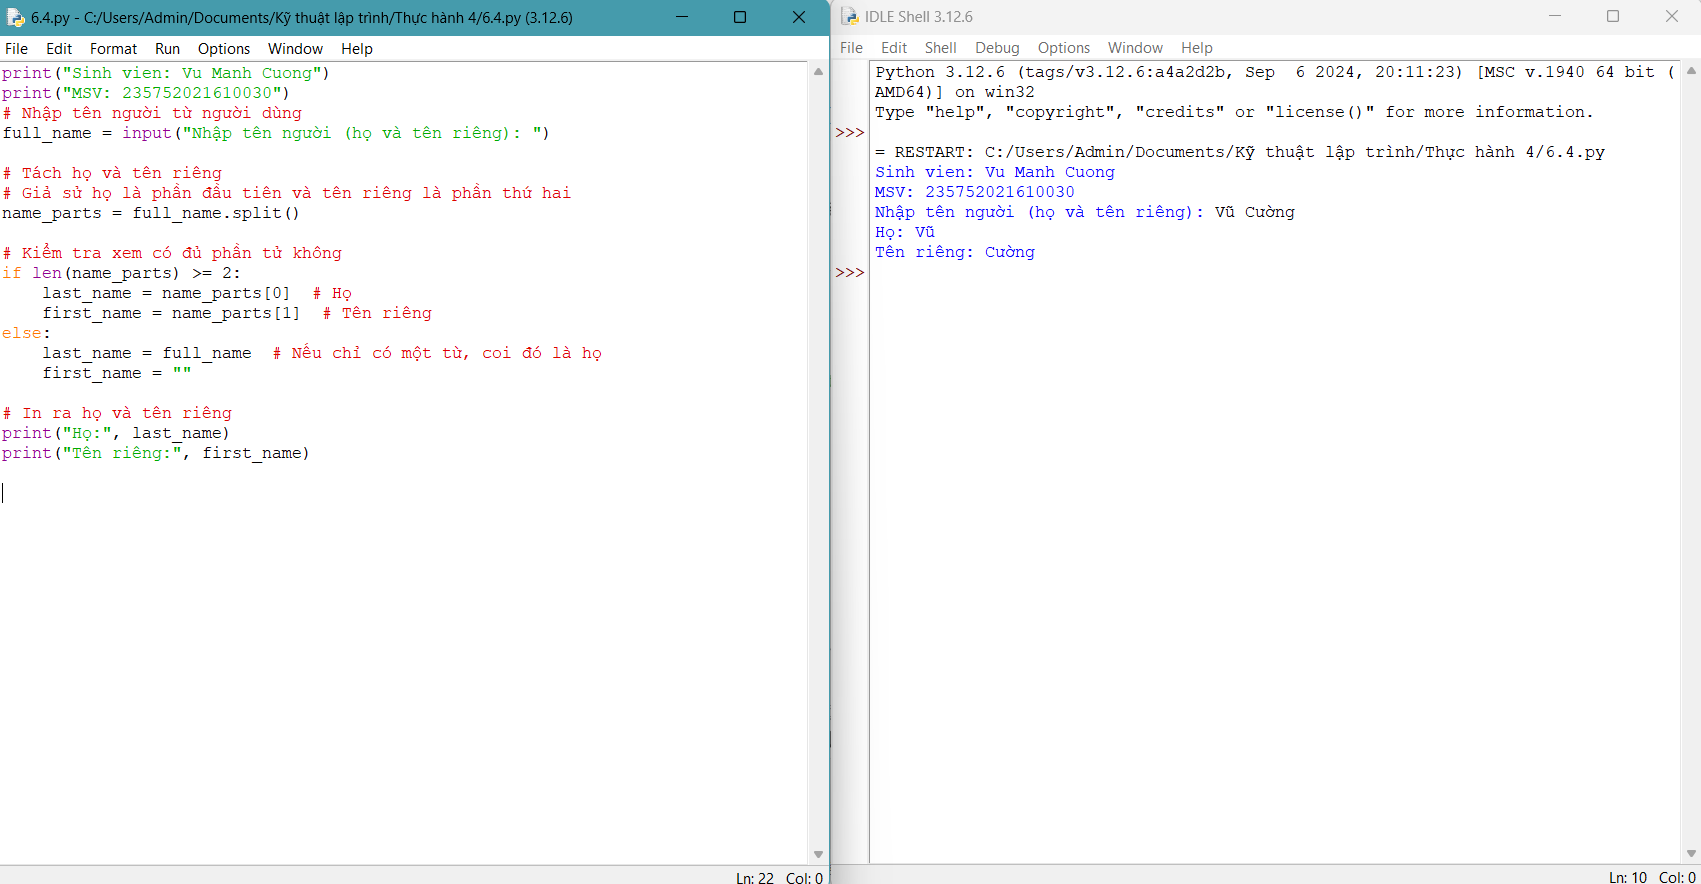 6.4.py - C:/Users/Admin/Documents/Kỹ thuật lập trình/Thực hành 4/6.4.py (3.12.6)
File Edit Format Run Options Window Help
print("Sinh vien: Vu Manh Cuong")
print("MSV: 235752021610030")
# Nhập tên người từ người dùng
full_name = input("Nhập tên người (họ và tên riêng): ")

# Tách họ và tên riêng
# Giả sử họ là phần đầu tiên và tên riêng là phần thứ hai
name_parts = full_name.split()

# Kiểm tra xem có đủ phần tử không
if len(name_parts) >= 2:
    last_name = name_parts[0]  # Họ
    first_name = name_parts[1]  # Tên riêng
else:
    last_name = full_name  # Nếu chỉ có một từ, coi đó là họ
    first_name = ""

# In ra họ và tên riêng
print("Họ:", last_name)
print("Tên riêng:", first_name)
Ln: 22 Col: 0
IDLE Shell 3.12.6
File Edit Shell Debug Options Window Help
Python 3.12.6 (tags/v3.12.6:a4a2d2b, Sep  6 2024, 20:11:23) [MSC v.1940 64 bit (
AMD64)] on win32
Type "help", "copyright", "credits" or "license()" for more information.
>>>
= RESTART: C:/Users/Admin/Documents/Kỹ thuật lập trình/Thực hành 4/6.4.py
Sinh vien: Vu Manh Cuong
MSV: 235752021610030
Nhập tên người (họ và tên riêng): Vũ Cường
Họ: Vũ
Tên riêng: Cường
>>>
Ln: 10 Col: 0